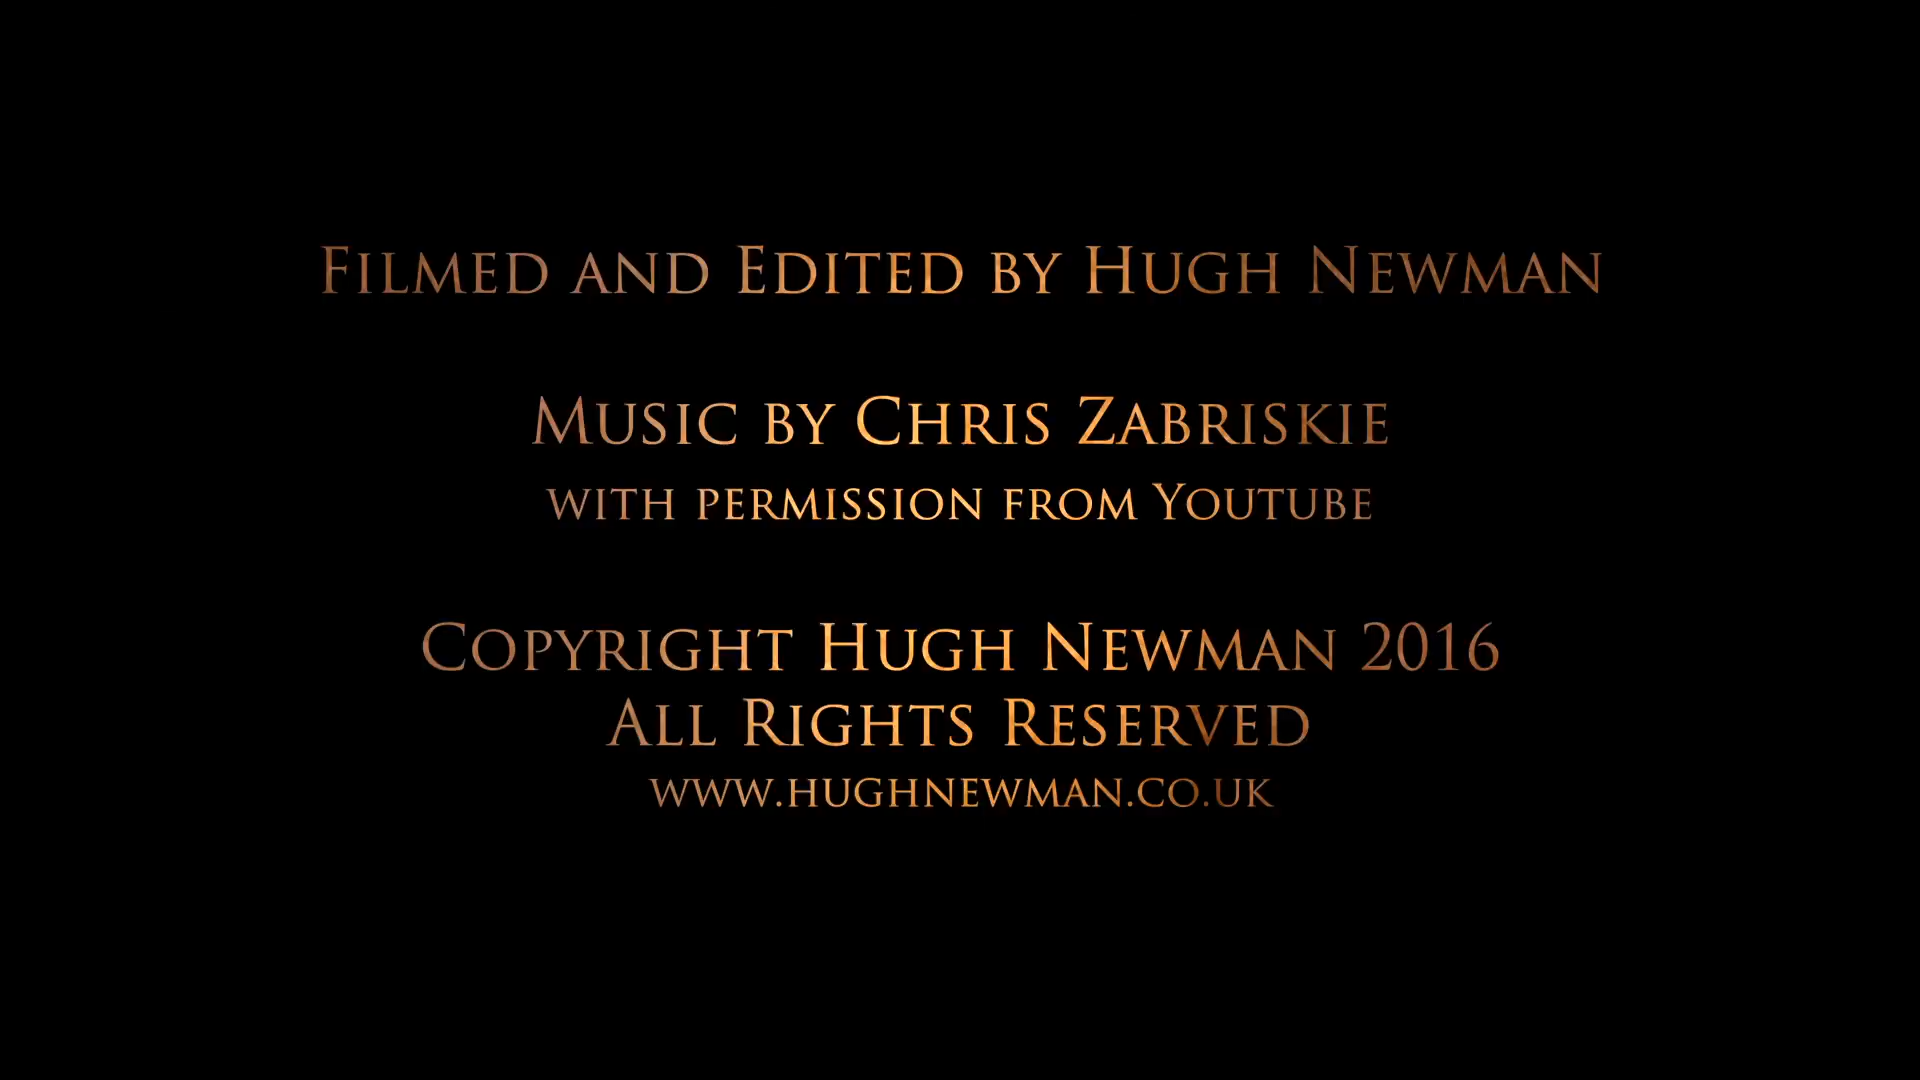 Filmed and Edited by Hugh Newman
Music by Chris Zabriskie
with permission from Youtube
Copyright Hugh Newman 2016
All Rights Reserved
www.hughnewman.co.uk